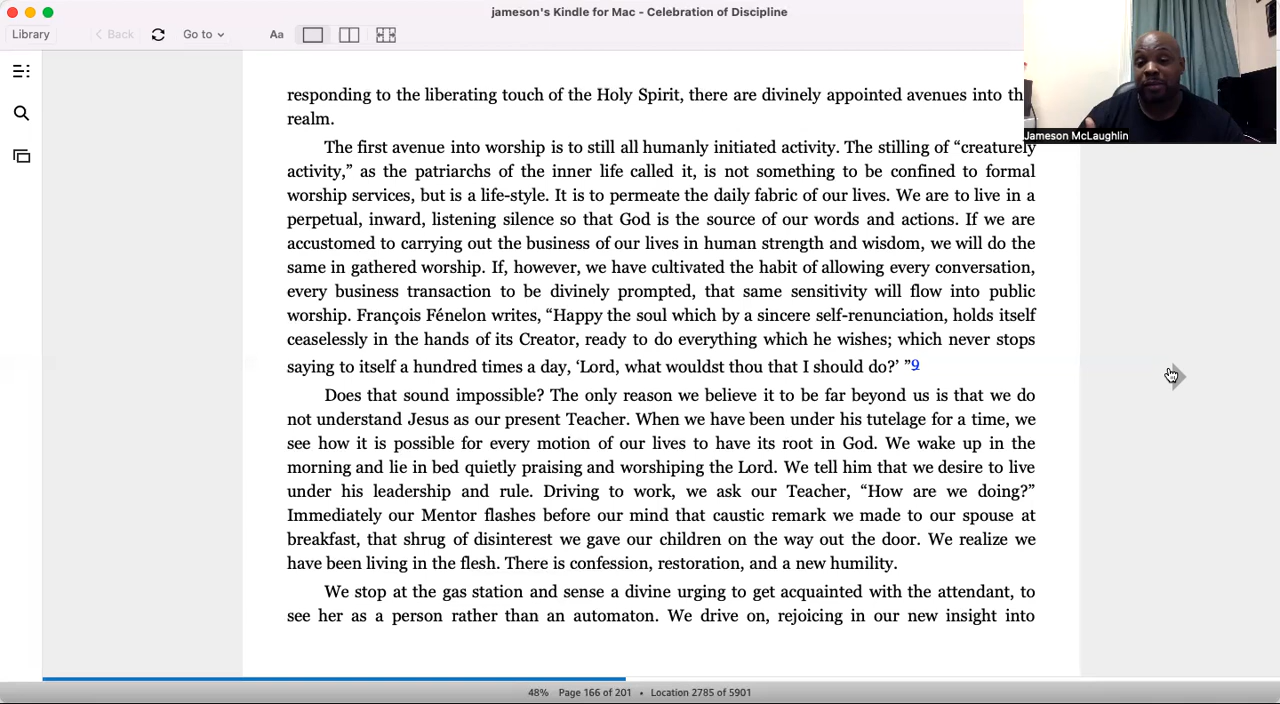 jameson's Kindle for Mac - Celebration of Discipline
Library
Back
Go to
Aa
Jameson McLaughlin
responding to the liberating touch of the Holy Spirit, there are divinely appointed avenues into
realm.
The first avenue into worship is to still all humanly initiated activity. The stilling of “creaturely
activity,” as the patriarchs of the inner life called it, is not something to be confined to formal
worship services, but is a life-style. It is to permeate the daily fabric of our lives. We are to live in a
perpetual, inward, listening silence so that God is the source of our words and actions. If we are
accustomed to carrying out the business of our lives in human strength and wisdom, we will do the
same in gathered worship. If, however, we have cultivated the habit of allowing every conversation,
every business transaction to be divinely prompted, that same sensitivity will flow into public
worship. François Fénelon writes, “Happy the soul which by a sincere self-renunciation, holds itself
ceaselessly in the hands of its Creator, ready to do everything which he wishes; which never stops
saying to itself a hundred times a day, ‘Lord, what wouldst thou that I should do?’ ”9
Does that sound impossible? The only reason we believe it to be far beyond us is that we do
not understand Jesus as our present Teacher. When we have been under his tutelage for a time, we
see how it is possible for every motion of our lives to have its root in God. We wake up in the
morning and lie in bed quietly praising and worshiping the Lord. We tell him that we desire to live
under his leadership and rule. Driving to work, we ask our Teacher, “How are we doing?”
Immediately our Mentor flashes before our mind that caustic remark we made to our spouse at
breakfast, that shrug of disinterest we gave our children on the way out the door. We realize we
have been living in the flesh. There is confession, restoration, and a new humility.
We stop at the gas station and sense a divine urging to get acquainted with the attendant, to
see her as a person rather than an automaton. We drive on, rejoicing in our new insight into
48% Page 166 of 201 • Location 2785 of 5901